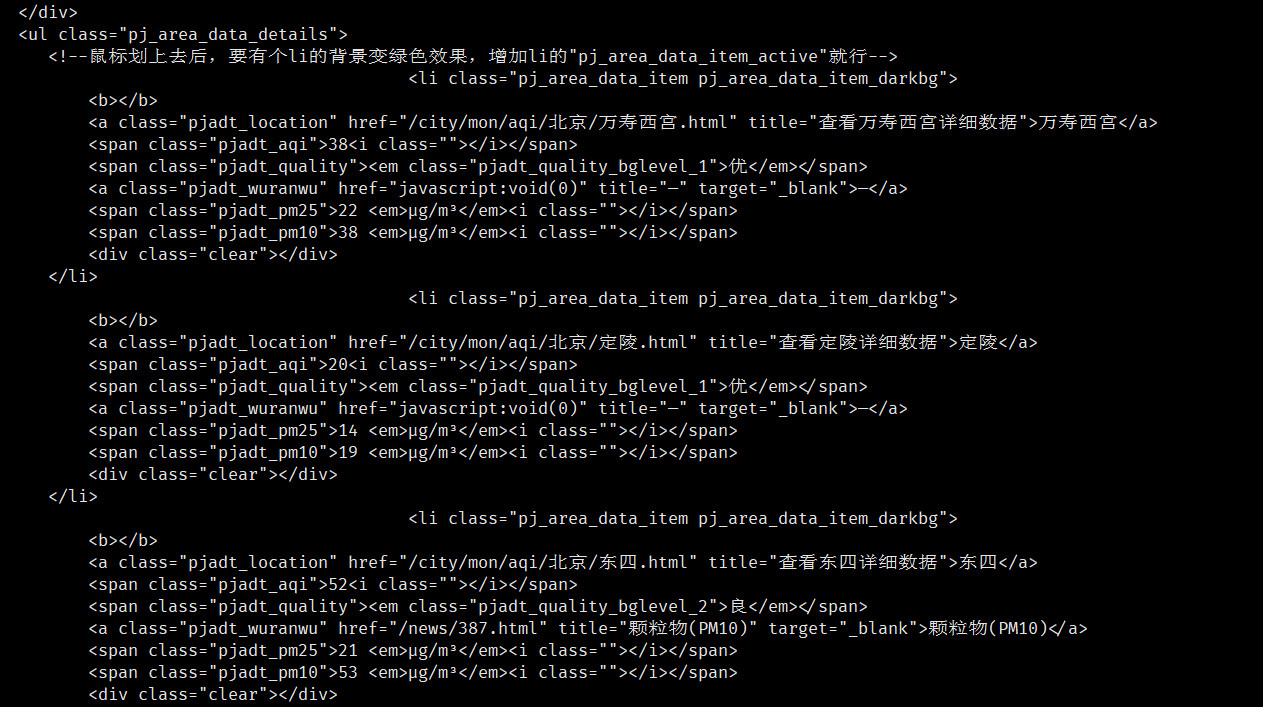 </div>
<ul class="pj_area_data_details">
<!--鼠标划上去后，要有个li的背景变绿色效果，增加li的"pj_area_data_item_active"就行-->
<li class="pj_area_data_item pj_area_data_item_darkbg">
<b></b>
<a class="pjadt_location" href="/city/mon/aqi/北京/万寿西宫.html" title="查看万寿西宫详细数据">万寿西宫</a>
<span class="pjadt_aqi">38<i class=""></i></span>
<span class="pjadt_quality"><em class="pjadt_quality_bglevel_1">优</em></span>
<a class="pjadt_wuranwu" href="javascript:void(0)" title="—" target="_blank">—</a>
<span class="pjadt_pm25">22 <em>μg/m³</em><i class=""></i></span>
<span class="pjadt_pm10">38 <em>μg/m³</em><i class=""></i></span>
<div class="clear"></div>
</li>
<li class="pj_area_data_item pj_area_data_item_darkbg">
<b></b>
<a class="pjadt_location" href="/city/mon/aqi/北京/定陵.html" title="查看定陵详细数据">定陵</a>
<span class="pjadt_aqi">20<i class=""></i></span>
<span class="pjadt_quality"><em class="pjadt_quality_bglevel_1">优</em></span>
<a class="pjadt_wuranwu" href="javascript:void(0)" title="—" target="_blank">—</a>
<span class="pjadt_pm25">14 <em>μg/m³</em><i class=""></i></span>
<span class="pjadt_pm10">19 <em>μg/m³</em><i class=""></i></span>
<div class="clear"></div>
</li>
<li class="pj_area_data_item pj_area_data_item_darkbg">
<b></b>
<a class="pjadt_location" href="/city/mon/aqi/北京/东四.html" title="查看东四详细数据">东四</a>
<span class="pjadt_aqi">52<i class=""></i></span>
<span class="pjadt_quality"><em class="pjadt_quality_bglevel_2">良</em></span>
<a class="pjadt_wuranwu" href="/news/387.html" title="颗粒物(PM10)" target="_blank">颗粒物(PM10)</a>
<span class="pjadt_pm25">21 <em>μg/m³</em><i class=""></i></span>
<span class="pjadt_pm10">53 <em>μg/m³</em><i class=""></i></span>
<div class="clear"></div>